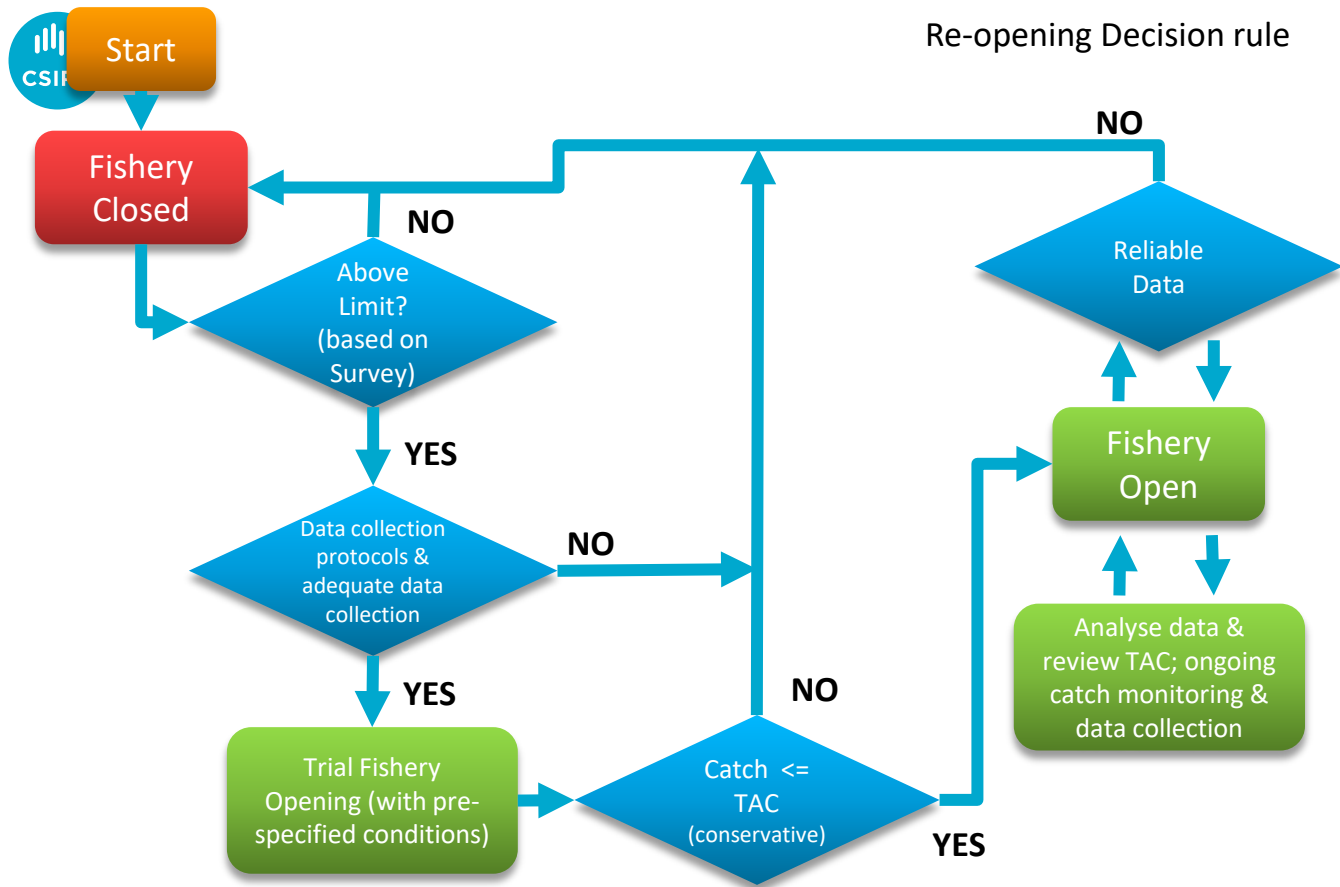 Re-opening Decision rule
CSIR
Start
Fishery
Closed
NO
NO
Above
Limit?
(based on
Survey)
Reliable
Data
YES
Fishery
Open
Data collection
protocols &
adequate data
collection
NO
Analyse data &
review TAC; ongoing
catch monitoring &
data collection
YES
NO
Trial Fishery
Opening (with pre-
specified conditions)
Catch <=
TAC
(conservative)
YES